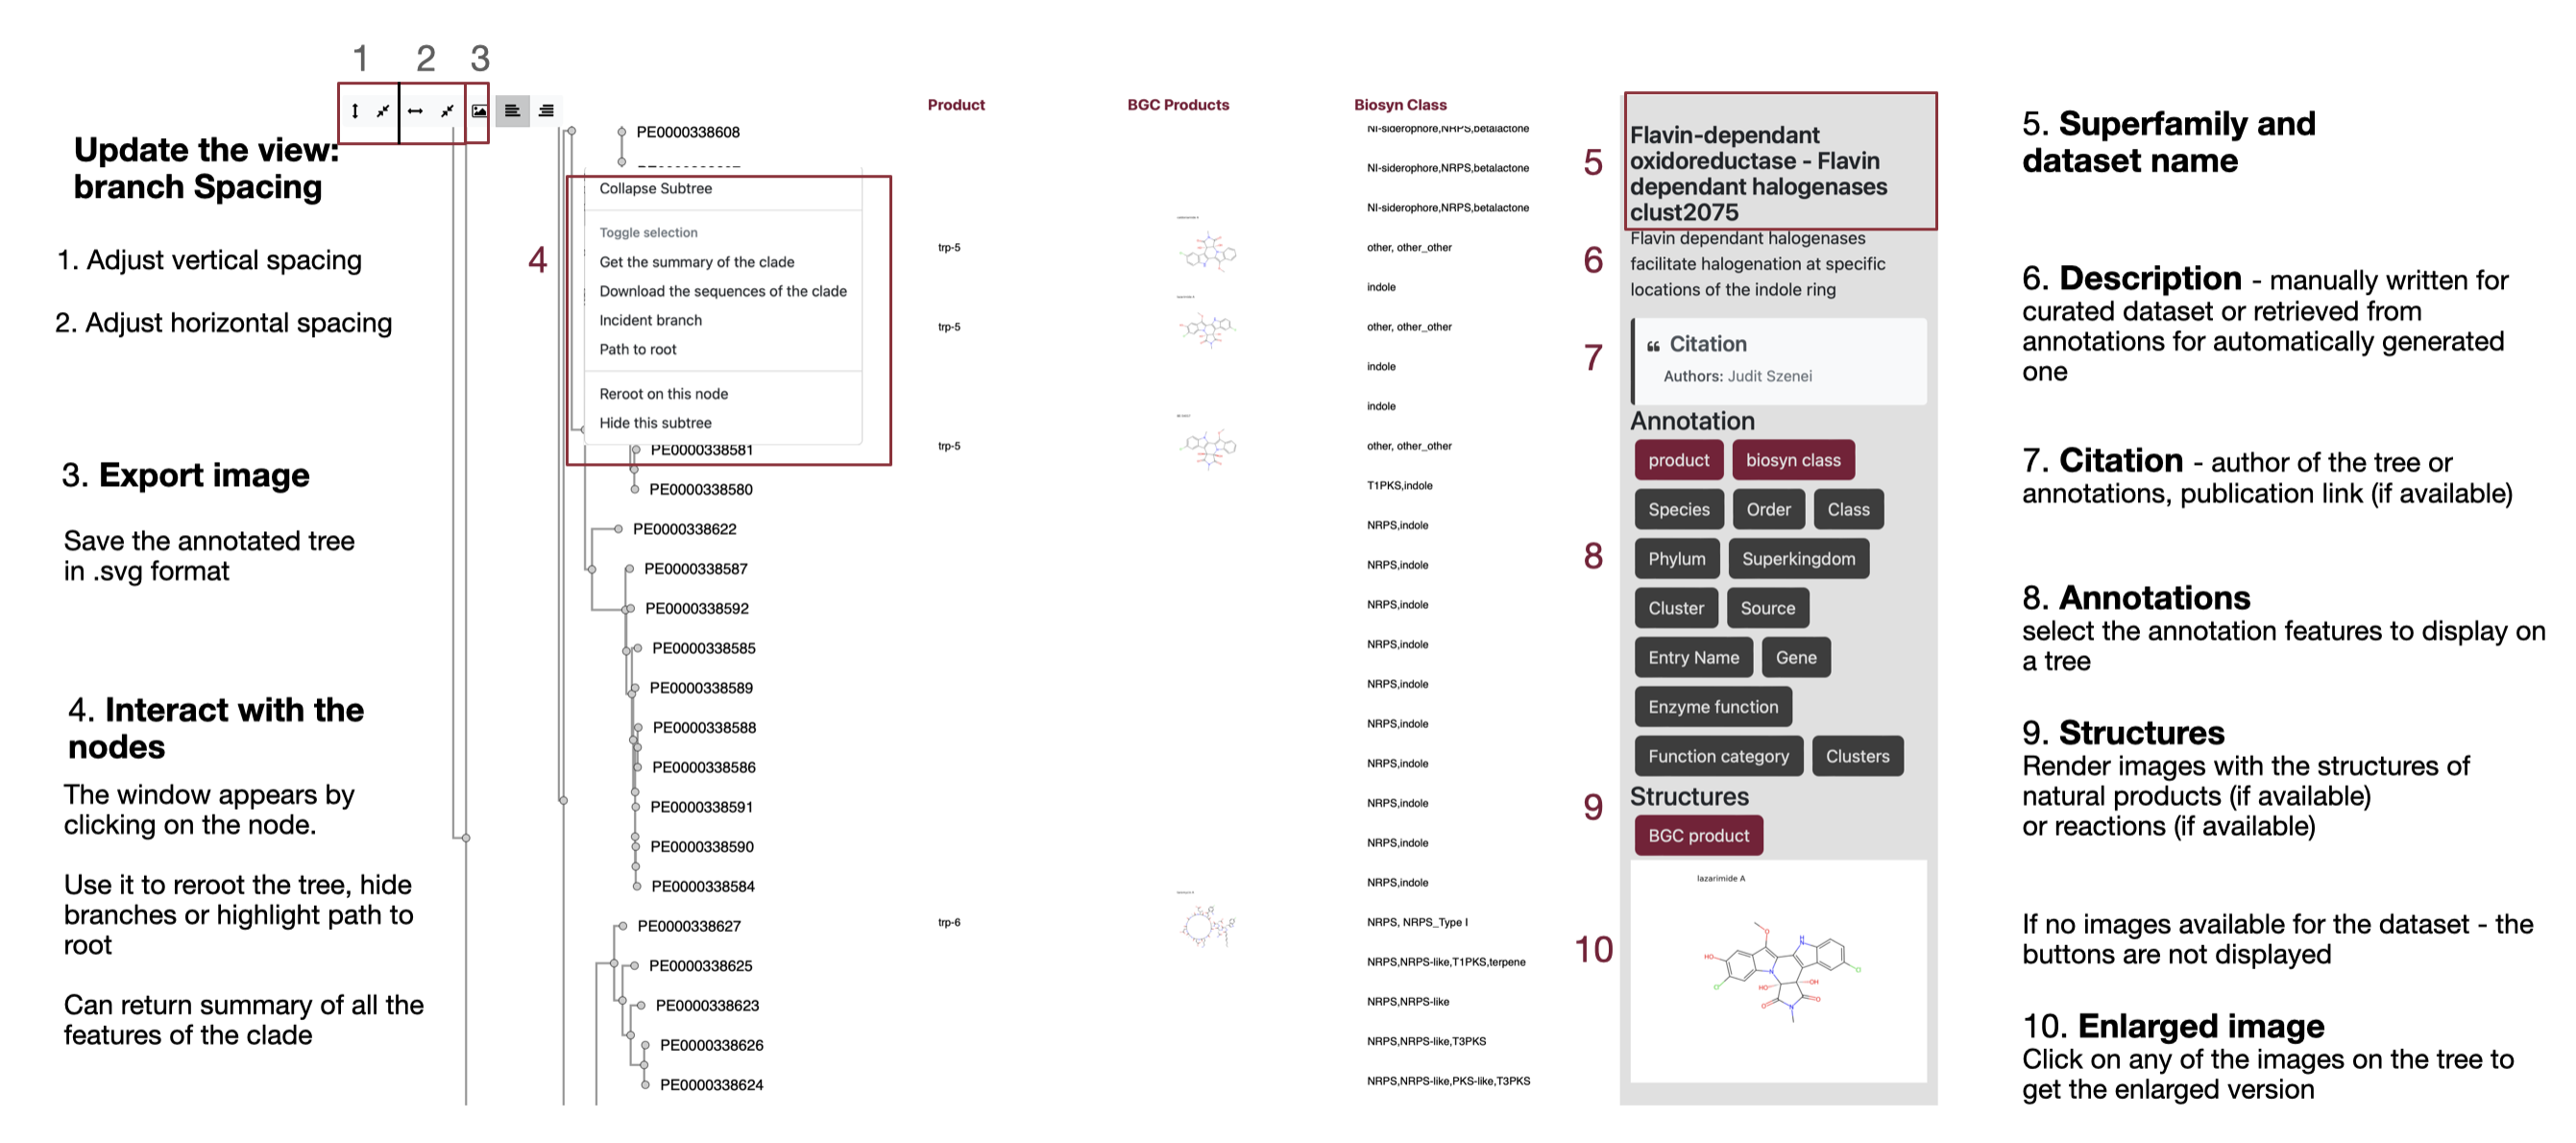 1 2 3
Update the view:
branch Spacing
1. Adjust vertical spacing
2. Adjust horizontal spacing
3. Export image
Save the annotated tree
in .svg format
4. Interact with the
nodes
The window appears by
clicking on the node.
Use it to reroot the tree, hide
branches or highlight path to
root
Can return summary of all the
features of the clade
4
PE0000338608
Collapse Subtree
Toggle selection
Get the summary of the clade
Download the sequences of the clade
Incident branch
Path to root
Reroot on this node
Hide this subtree
PE0000338581
PE0000338580
PE0000338622
PE0000338587
PE0000338592
PE0000338585
PE0000338589
PE0000338588
PE0000338586
PE0000338591
PE0000338590
PE0000338584
PE0000338627
PE0000338625
PE0000338623
PE0000338626
PE0000338624
Product
trp-5
trp-5
trp-5
trp-6
BGC Products
Biosyn Class
NI-siderophore,NRPS,betalactone
NI-siderophore,NRPS,betalactone
NI-siderophore,NRPS,betalactone
other, other_other
indole
other, other_other
indole
indole
other, other_other
T1PKS,indole
NRPS,indole
NRPS,indole
NRPS,indole
NRPS,indole
NRPS,indole
NRPS,indole
NRPS,indole
NRPS,indole
NRPS,indole
NRPS,indole
NRPS, NRPS_Type I
NRPS,NRPS-like,T1PKS,terpene
NRPS,NRPS-like
NRPS,NRPS-like,T3PKS
NRPS,NRPS-like,PKS-like,T3PKS
5
6
7
8
9
10
Flavin-dependant
oxidoreductase - Flavin
dependant halogenases
clust2075
Flavin dependant halogenases
facilitate halogenation at specific
locations of the indole ring
Citation
Authors: Judit Szenei
Annotation
product biosyn class
Species Order Class
Phylum Superkingdom
Cluster Source
Entry Name Gene
Enzyme function
Function category Clusters
Structures
BGC product
lazarimide A
O
H
N
HO
Cl
N
Cl
HO
OH
O
O
N
5. Superfamily and
dataset name
6. Description - manually written for
curated dataset or retrieved from
annotations for automatically generated
one
7. Citation - author of the tree or
annotations, publication link (if available)
8. Annotations
select the annotation features to display on
a tree
9. Structures
Render images with the structures of
natural products (if available)
or reactions (if available)
If no images available for the dataset - the
buttons are not displayed
10. Enlarged image
Click on any of the images on the tree to
get the enlarged version